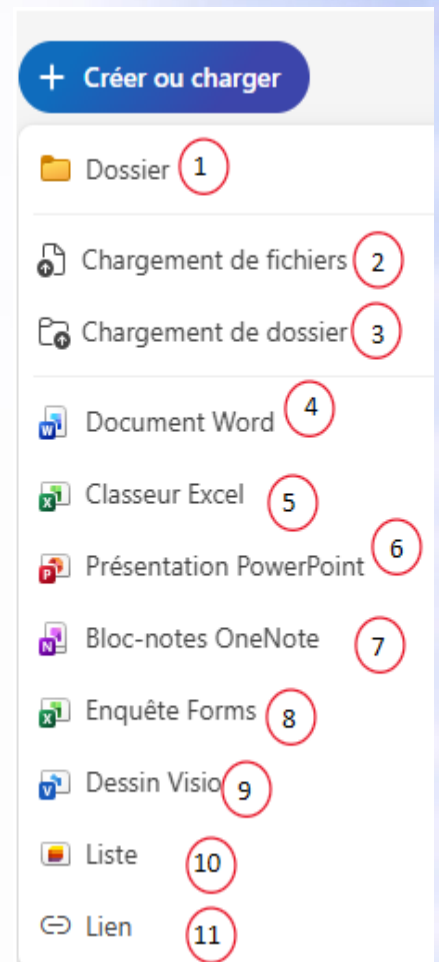 + Créer ou charger
Dossier 1
Chargement de fichiers 2
Chargement de dossier 3
Document Word 4
Classeur Excel 5
Présentation PowerPoint 6
Bloc-notes OneNote 7
Enquête Forms 8
Dessin Visio 9
Liste 10
Lien 11